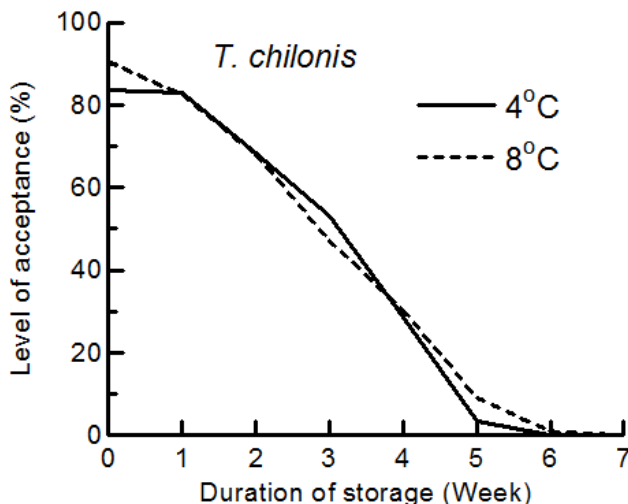 100
T. chilonis
80
4°C
8°C
60
40
20
0
Level of acceptance (%)
0 1 2 3 4 5 6 7
Duration of storage (Week)